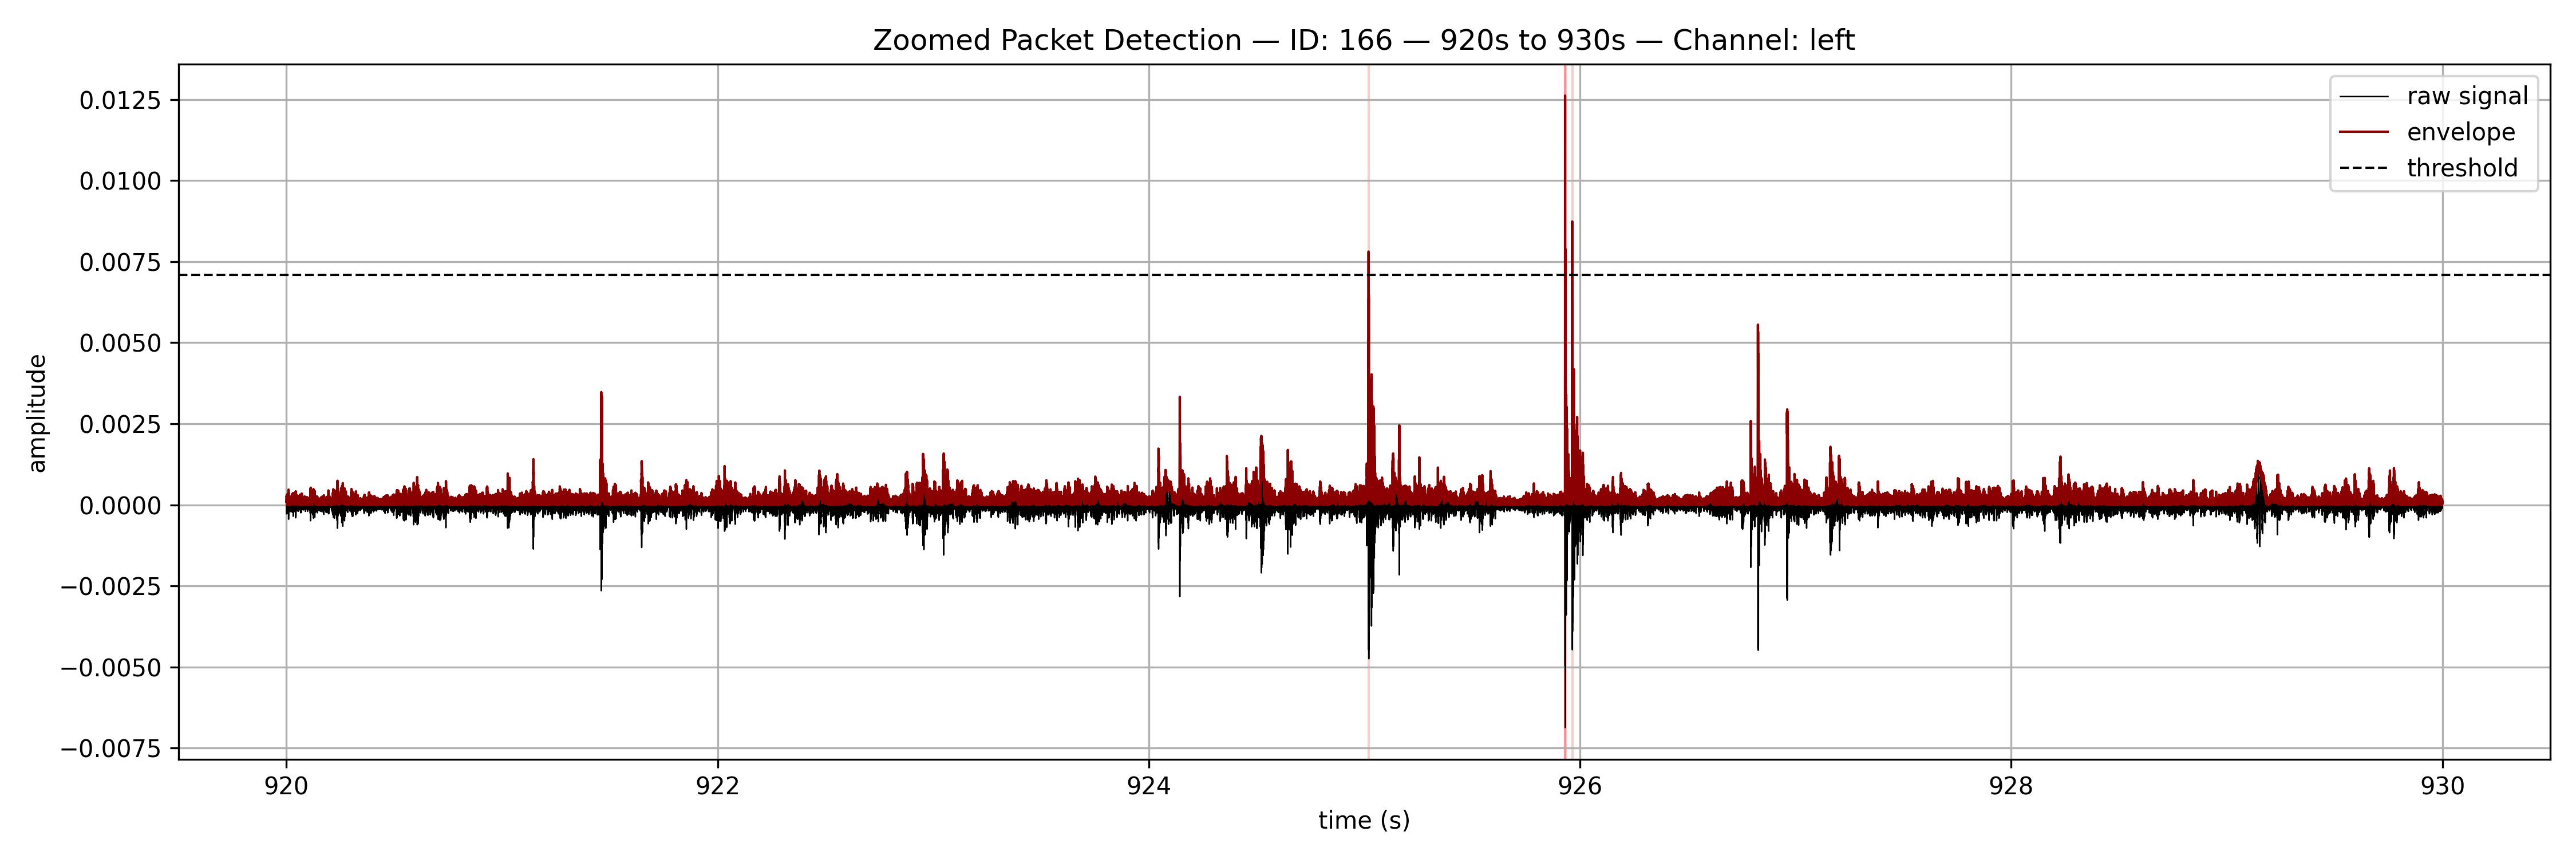 Zoomed Packet Detection — ID: 166 — 920s to 930s — Channel: left
raw signal
envelope
threshold
amplitude
0.0125
0.0100
0.0075
0.0050
0.0025
0.0000
−0.0025
−0.0050
−0.0075
920
922
924
926
928
930
time (s)